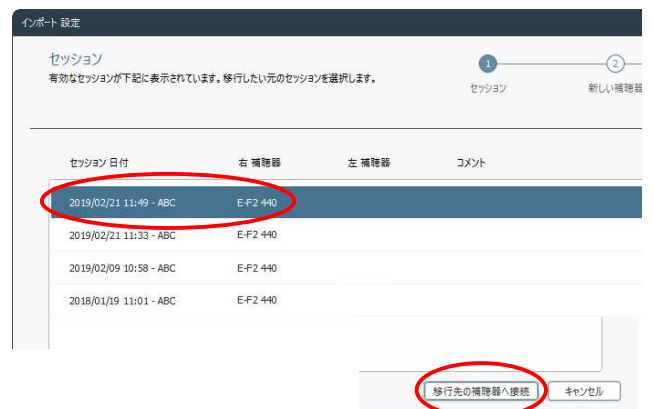 インポート 設定
セッション
有効なセッションが下記に表示されています。移行したい元のセッションを選択します。
1
2
セッション
新しい補聴器
セッション 日付 右 補聴器 左 補聴器 コメント
2019/02/21 11:49 - ABC E-F2 440
2019/02/21 11:33 - ABC E-F2 440
2019/02/09 10:58 - ABC E-F2 440
2018/01/19 11:01 - ABC E-F2 440
移行先の補聴器へ接続 キャンセル